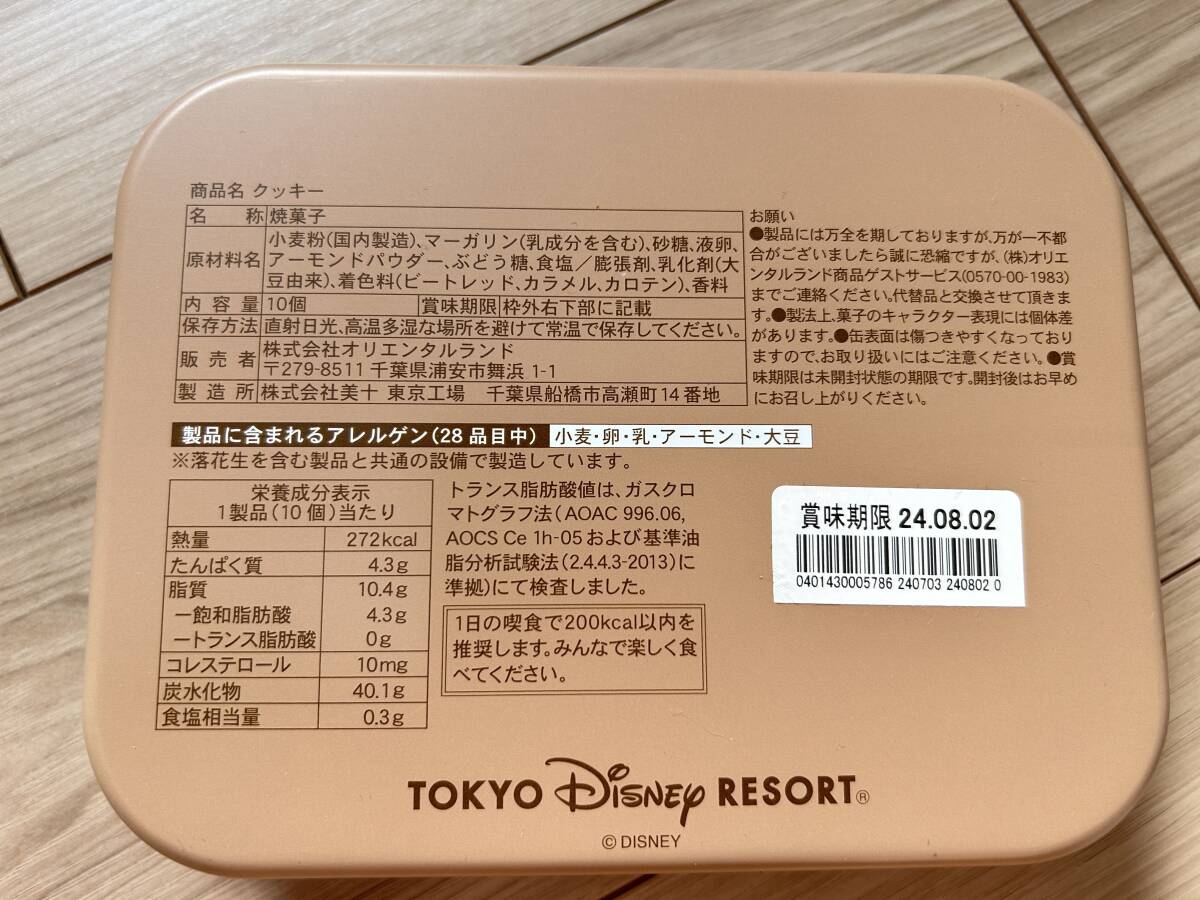 商品名 クッキー
名 称 焼菓子
原材料名 小麦粉(国内製造)、マーガリン(乳成分を含む)、砂糖、液卵、
アーモンドパウダー、ぶどう糖、食塩／膨張剤、乳化剤(大
豆由来)、着色料(ビートレッド、カラメル、カロテン)、香料
内 容 量 10個 賞味期限 枠外右下部に記載
保存方法 直射日光、高温多湿な場所を避けて常温で保存してください。
販 売 者 株式会社オリエンタルランド
〒279-8511 千葉県浦安市舞浜 1-1
製 造 所 株式会社美十 東京工場 千葉県船橋市高瀬町14番地
お願い
●製品には万全を期しておりますが、万が一不都
合がございましたら誠に恐縮ですが、(株)オリエ
ンタルランド商品ゲストサービス(0570-00-1983)
までご連絡ください。代替品と交換させて頂きま
す。●製法上、菓子のキャラクター表現には個体差
があります。●缶表面は傷つきやすくなっており
ますので、お取り扱いにはご注意ください。●賞
味期限は未開封状態の期限です。開封後はお早め
にお召し上がりください。
製品に含まれるアレルゲン(28品目中) 小麦・卵・乳・アーモンド・大豆
※落花生を含む製品と共通の設備で製造しています。
栄養成分表示
1製品(10個)当たり
熱量 272kcal
たんぱく質 4.3g
脂質 10.4g
－飽和脂肪酸 4.3g
－トランス脂肪酸 0g
コレステロール 10mg
炭水化物 40.1g
食塩相当量 0.3g
トランス脂肪酸値は、ガスクロ
マトグラフ法(AOAC 996.06,
AOCS Ce 1h-05および基準油
脂分析試験法(2.4.4.3-2013)に
準拠)にて検査しました。
1日の喫食で200kcal以内を
推奨します。みんなで楽しく食
べてください。
賞味期限 24.08.02
0401430005786 240703 240802 0
TOKYO Disney RESORT®
© DISNEY